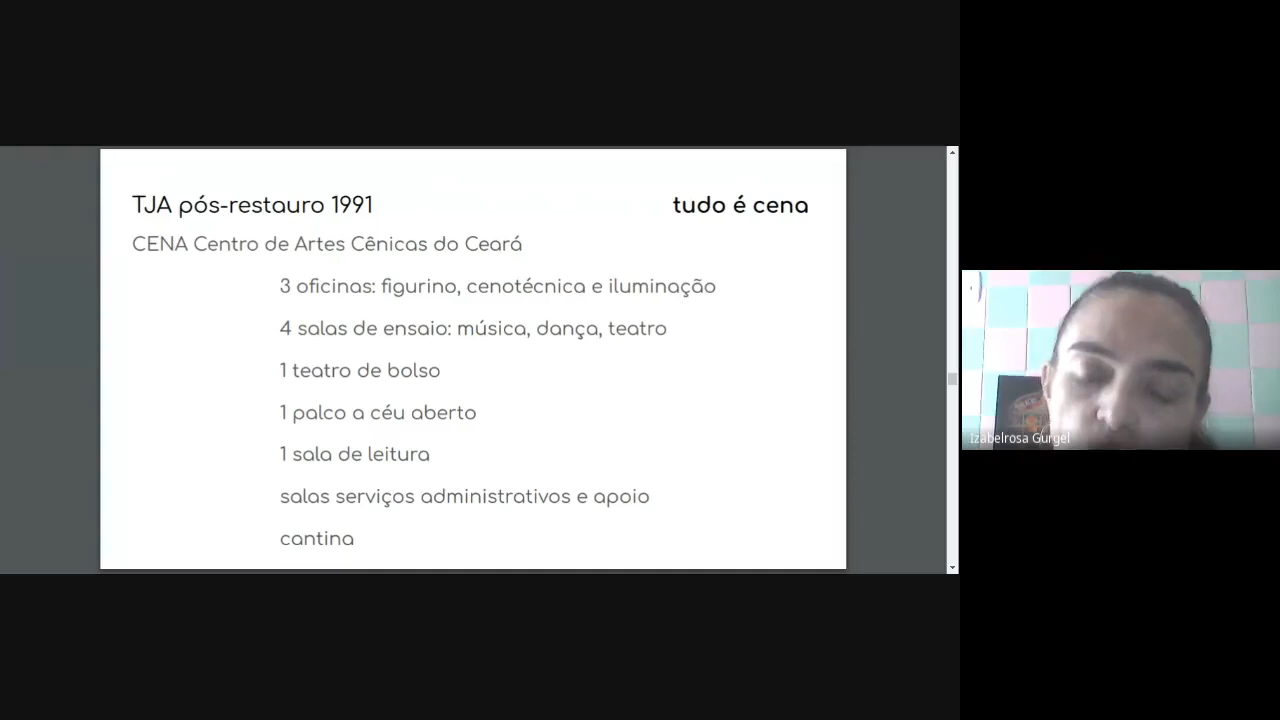 TJA pós-restauro 1991 tudo é cena
CENA Centro de Artes Cênicas do Ceará
3 oficinas: figurino, cenotécnica e iluminação
4 salas de ensaio: música, dança, teatro
1 teatro de bolso
1 palco a céu aberto
1 sala de leitura
salas serviços administrativos e apoio
cantina
Izabelrosa Gurgel